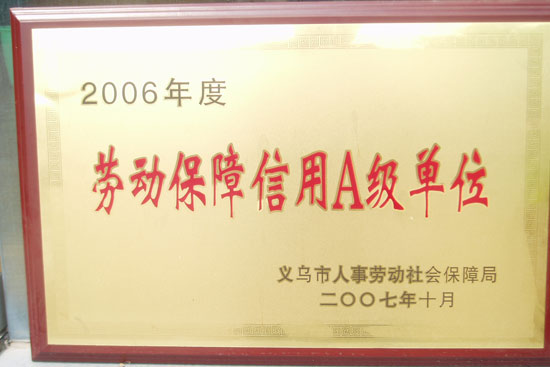 2006年度
劳动保障信用A级单位
义乌市人事劳动社会保障局
二〇〇七年十月